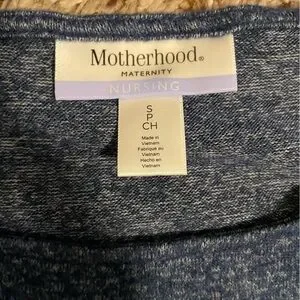 Motherhood®
MATERNITY
NURSING
S
P
CH
Made in
Vietnam
Fabriqué au
Vietnam
Hecho en
Vietnam